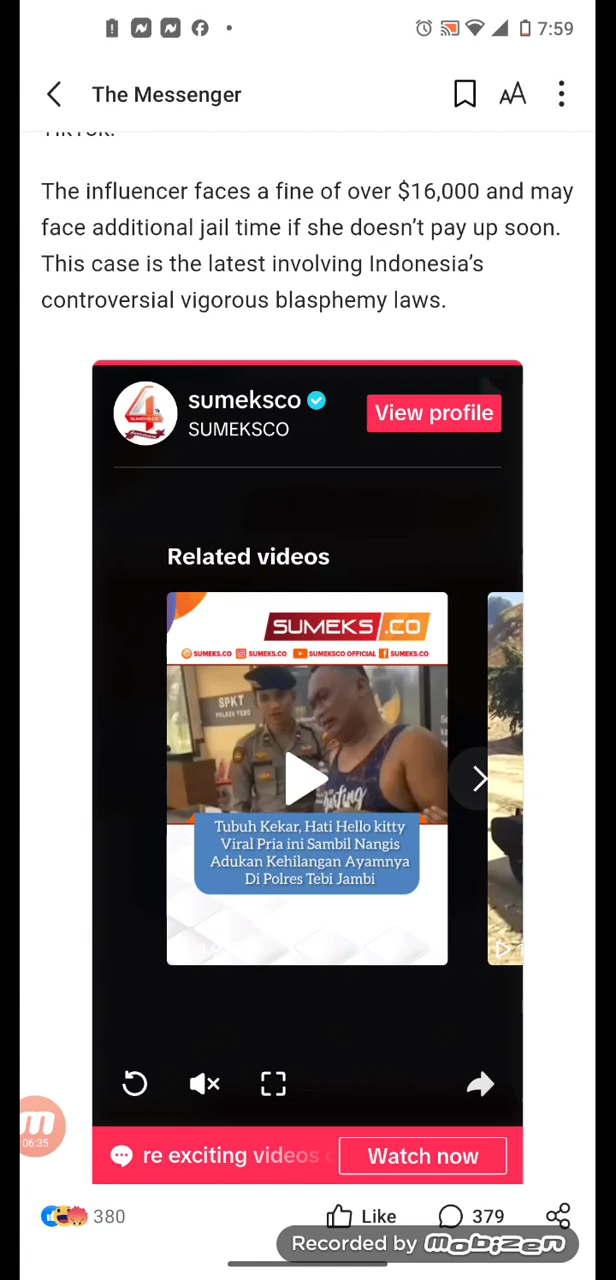 7:59
The Messenger
AA
The influencer faces a fine of over $16,000 and may
face additional jail time if she doesn’t pay up soon.
This case is the latest involving Indonesia’s
controversial vigorous blasphemy laws.
4
sumeksco
SUMEKSCO
View profile
Related videos
SUMEKS.CO
SUMEKS.CO SUMEKS.CO SUMEKSCO OFFICIAL SUMEKS.CO
SPKT
Tubuh Kekar, Hati Hello kitty
Viral Pria ini Sambil Nangis
Adukan Kehilangan Ayamnya
Di Polres Tebi Jambi
m
06:35
re exciting videos
Watch now
380
Like
379
Recorded by mobizen